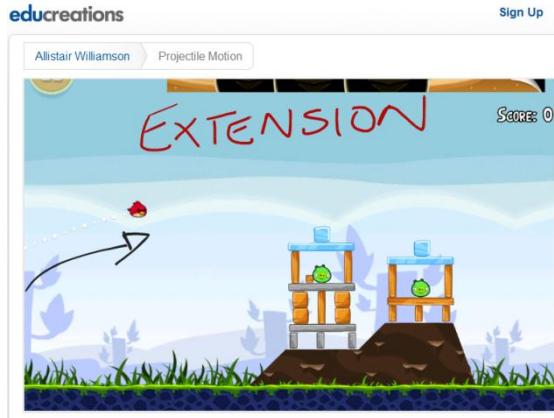 educreations
Sign Up
Allistair Williamson
Projectile Motion
EXTENSION
SCORE: 0